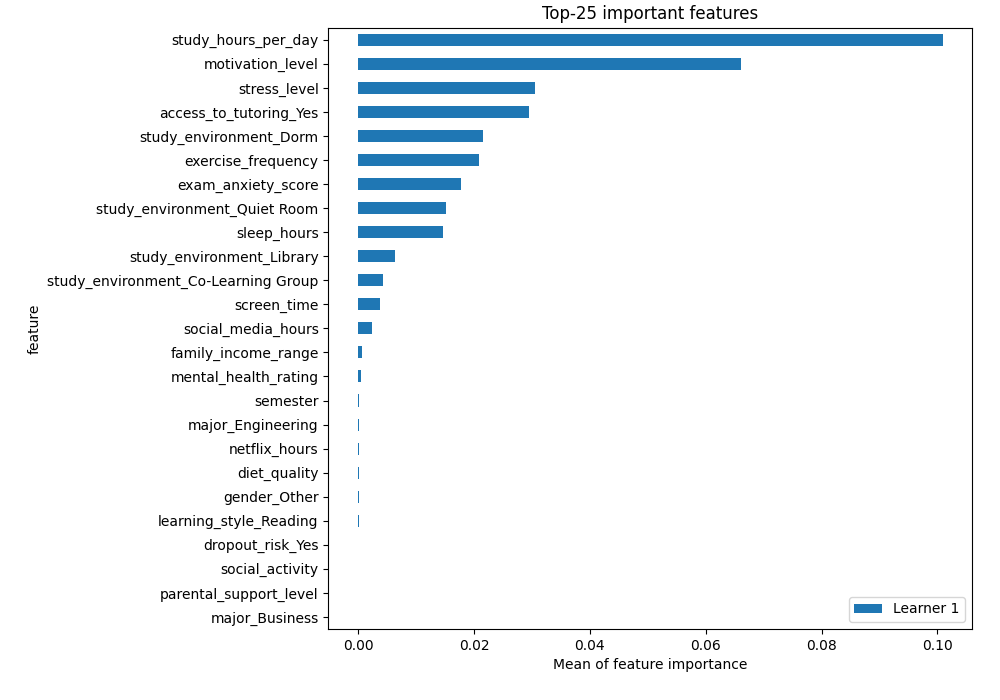 Top-25 important features
study_hours_per_day
motivation_level
stress_level
access_to_tutoring_Yes
study_environment_Dorm
exercise_frequency
exam_anxiety_score
study_environment_Quiet Room
sleep_hours
study_environment_Library
study_environment_Co-Learning Group
screen_time
social_media_hours
family_income_range
mental_health_rating
semester
major_Engineering
netflix_hours
diet_quality
gender_Other
learning_style_Reading
dropout_risk_Yes
social_activity
parental_support_level
major_Business
feature
Learner 1
0.00 0.02 0.04 0.06 0.08 0.10
Mean of feature importance